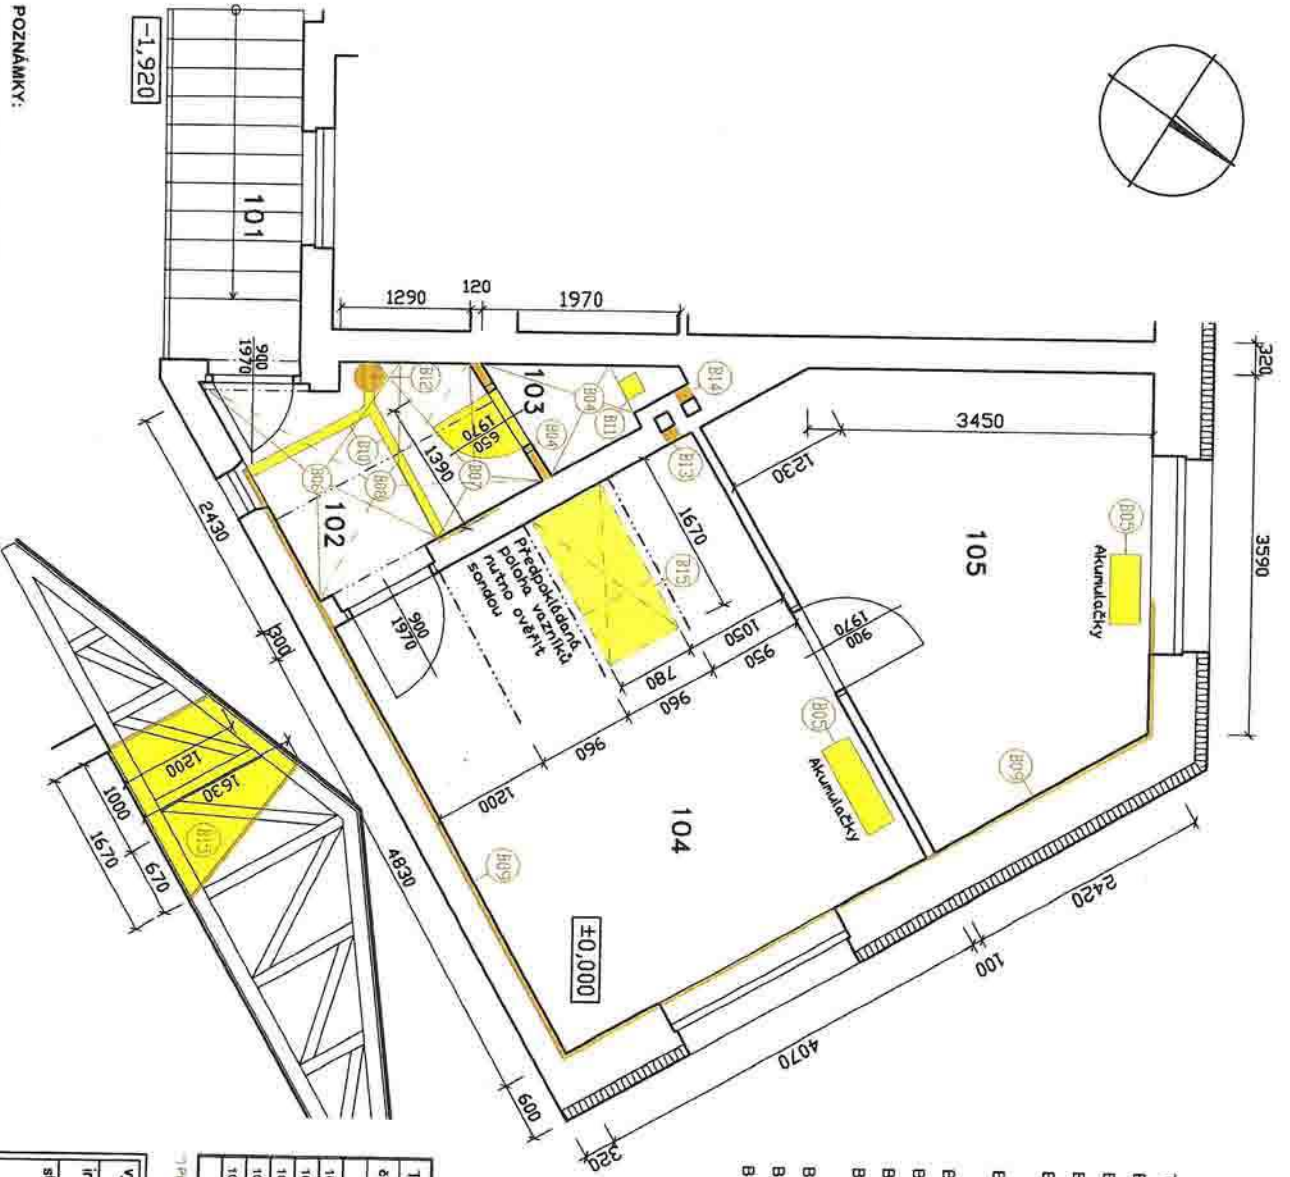 POZNÁMKY:
-1,920
101
900
1970
1290
120
1970
320
3450
3590
1230
B12
B14
B04
B04
B11
B13
103
650
1970
1390
B10
B06
B08
B07
102
2430
300
1670
B15
Předpokládaná
poloha vazníků
nutno ověřit
sondou
900
1970
1050
950
780
960
960
1200
105
B05
Akumulačky
1970
900
B05
Akumulačky
B09
104
B09
±0,000
2420
100
4070
4830
600
320
1200
1630
B15
1000
670
1670